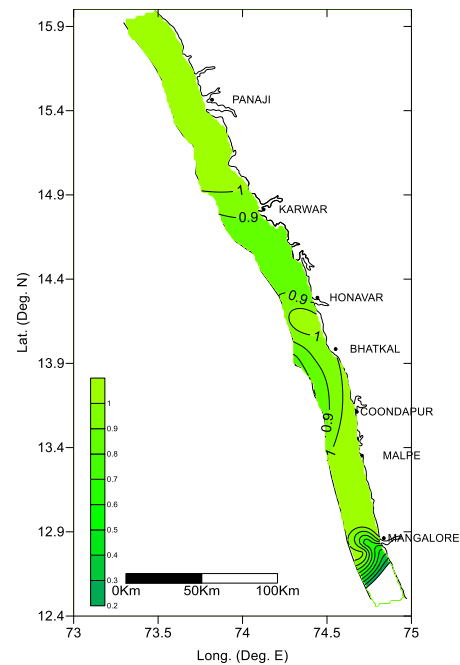 15.9
PANAJI
15.4
1
14.9
KARWAR
0.9
14.4
0.9
HONAVAR
1
BHATKAL
13.9
COONDAPUR
0.9
1
MALPE
13.4
1
0.9
0.8
0.7
0.6
0.5
0.4
0.3
0.2
12.9
MANGALORE
0Km 50Km 100Km
12.4
73 73.5 74 74.5 75
Long. (Deg. E)
Lat. (Deg. N)